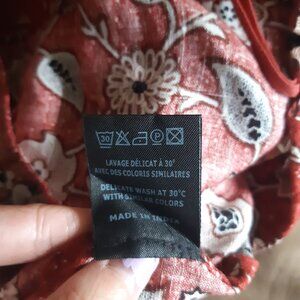 30 P
LAVAGE DÉLICAT À 30°
AVEC DES COLORIS SIMILAIRES
DELICATE WASH AT 30°C
WITH SIMILAR COLORS
MADE IN INDIA